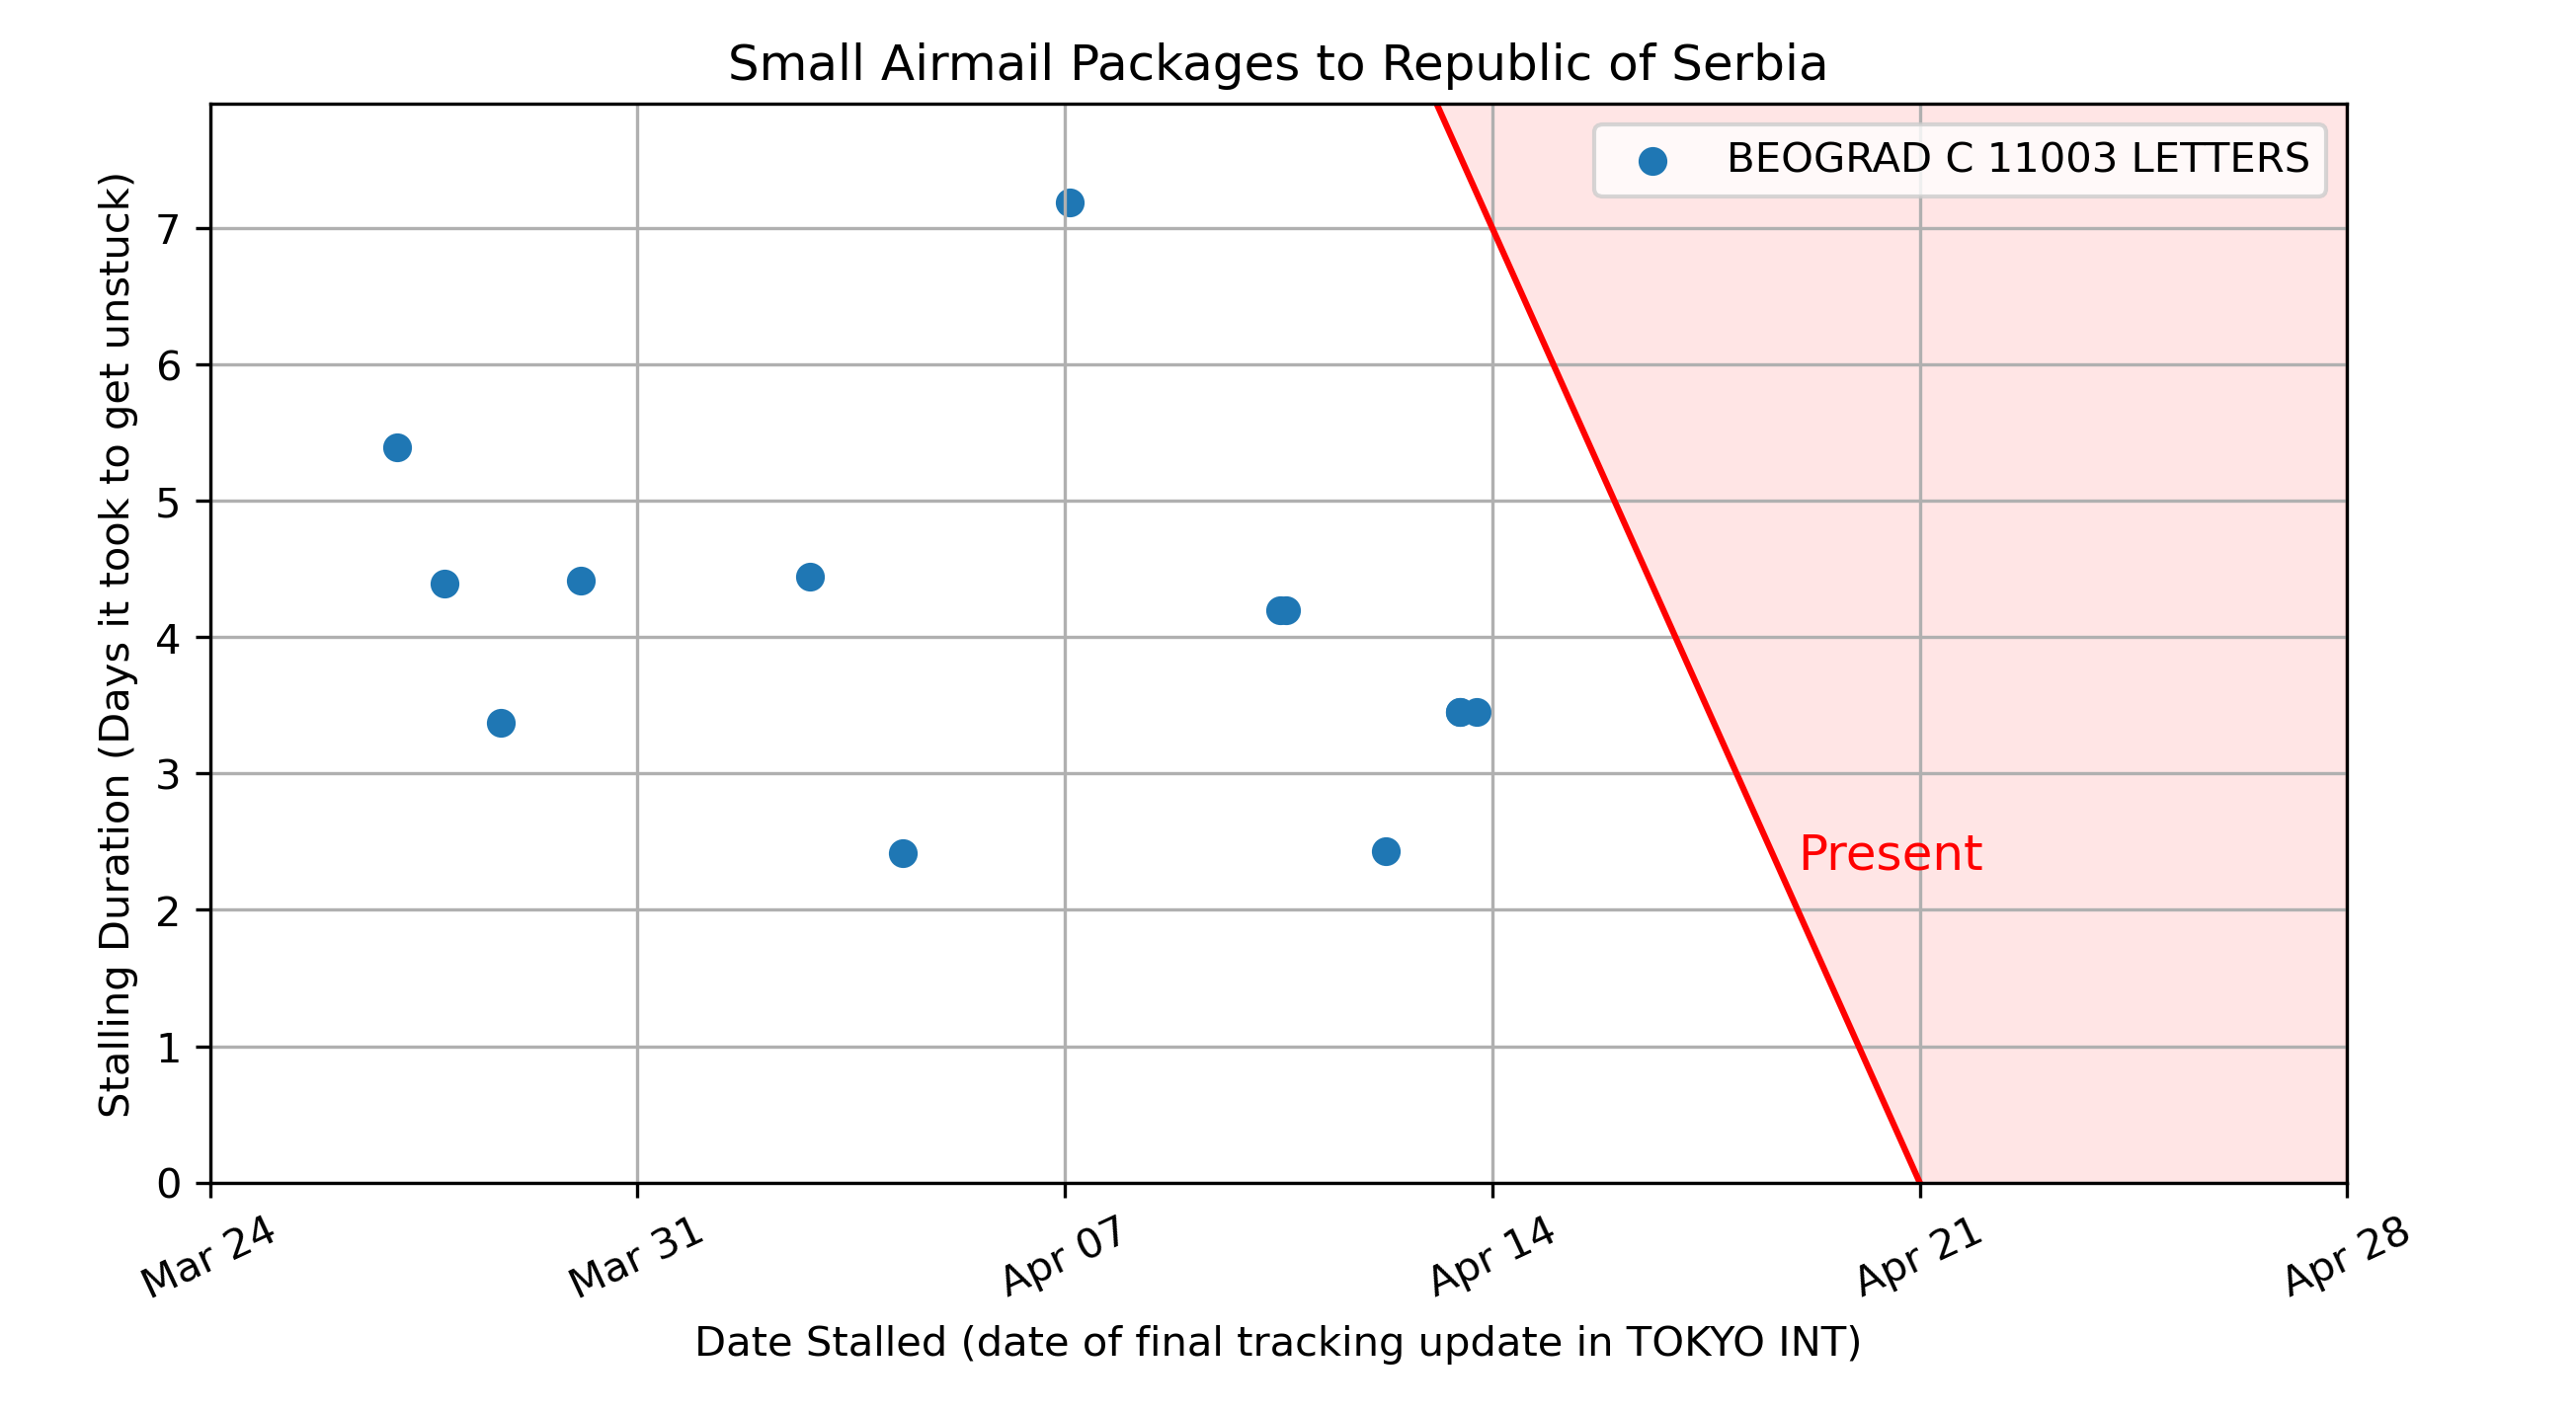 Small Airmail Packages to Republic of Serbia
BEOGRAD C 11003 LETTERS
Stalling Duration (Days it took to get unstuck)
7
6
5
4
3
2
1
0
Present
Mar 24
Mar 31
Apr 07
Apr 14
Apr 21
Apr 28
Date Stalled (date of final tracking update in TOKYO INT)